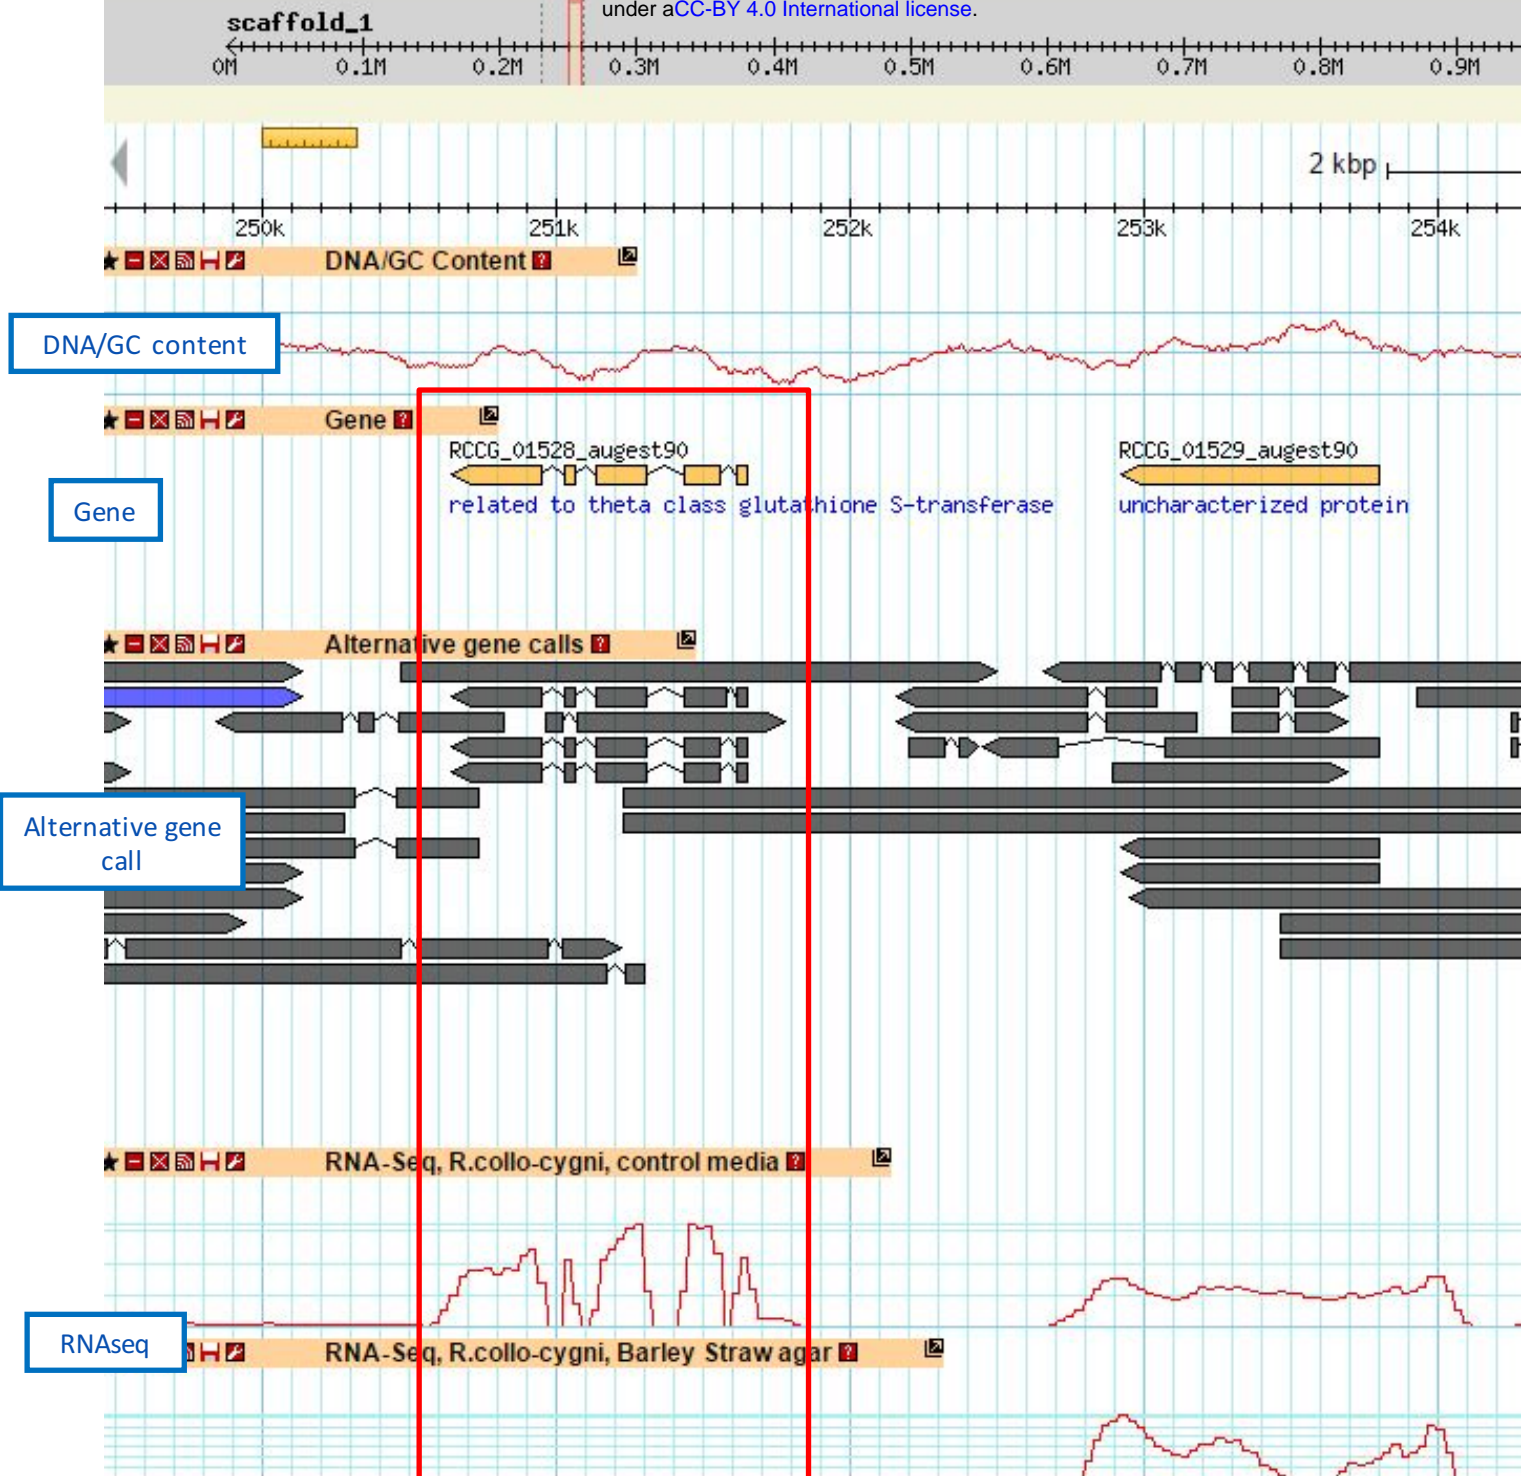 under aCC-BY 4.0 International license.
scaffold_1
0M 0.1M 0.2M 0.3M 0.4M 0.5M 0.6M 0.7M 0.8M 0.9M
2 kbp
250k 251k 252k 253k 254k
DNA/GC Content
DNA/GC content
Gene
RCCG_01528_augest90 RCCG_01529_augest90
related to theta class glutathione S-transferase uncharacterized protein
Gene
Alternative gene calls
Alternative gene
call
RNA-Seq, R.collo-cygni, control media
RNAseq
RNA-Seq, R.collo-cygni, Barley Straw agar